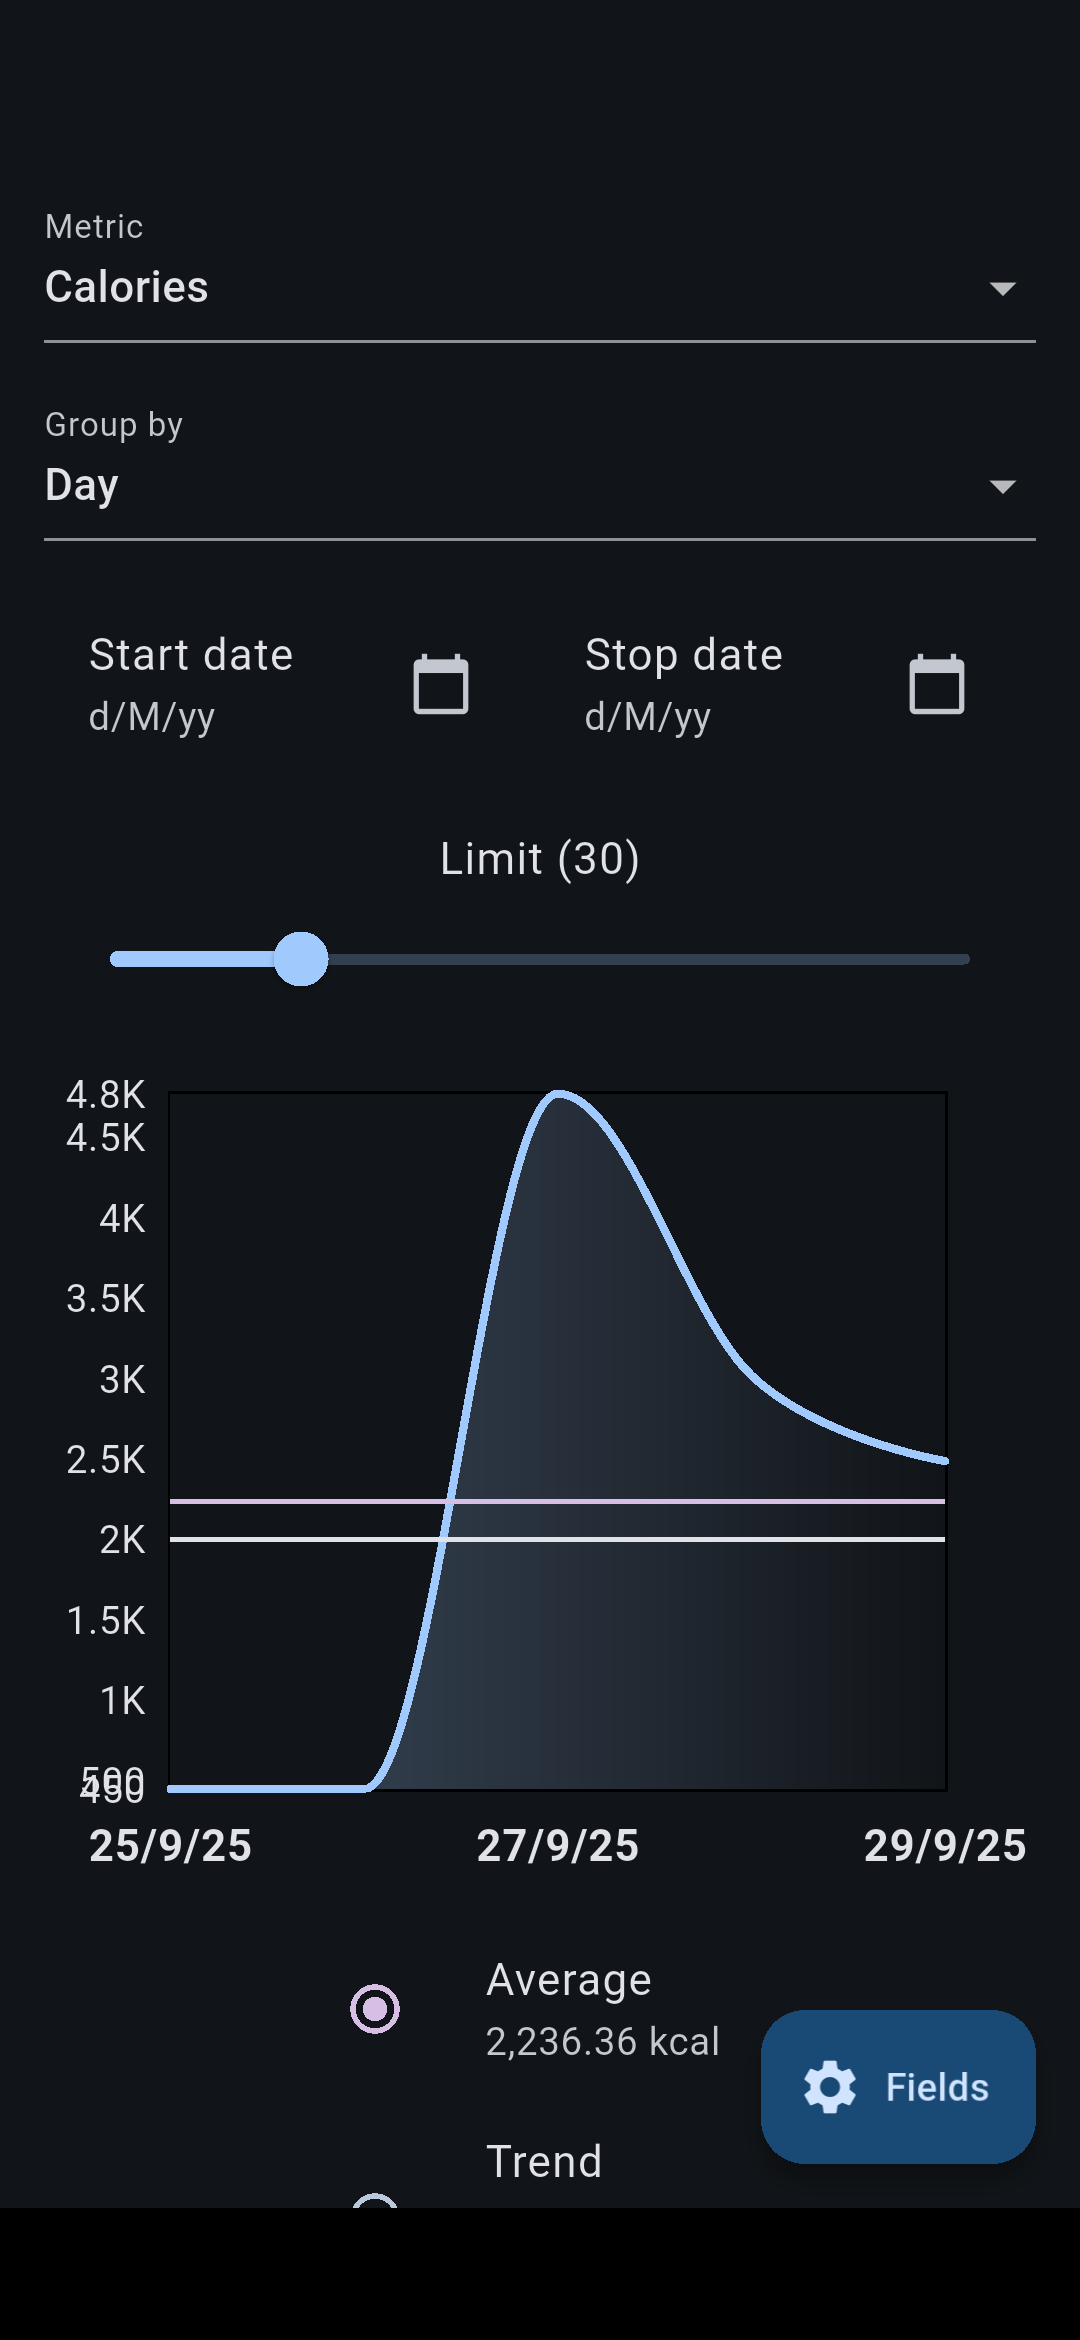 Metric
Calories
Group by
Day
Start date
d/M/yy
Stop date
d/M/yy
Limit (30)
4.8K
4.5K
4K
3.5K
3K
2.5K
2K
1.5K
1K
500
450
25/9/25 27/9/25 29/9/25
Average
2,236.36 kcal
Fields
Trend